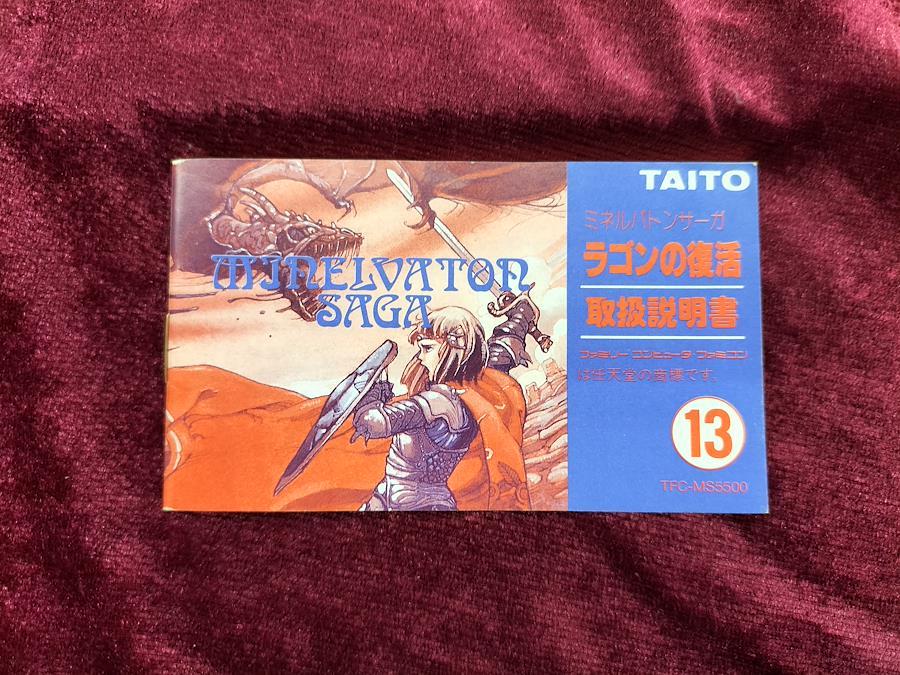 MINELVATON
SAGA
TAITO
ミネルバトンサーガ
ラゴンの復活
取扱説明書
ファミリーコンピュータ ファミコン
は任天堂の商標です。
13
TFC-MS5500